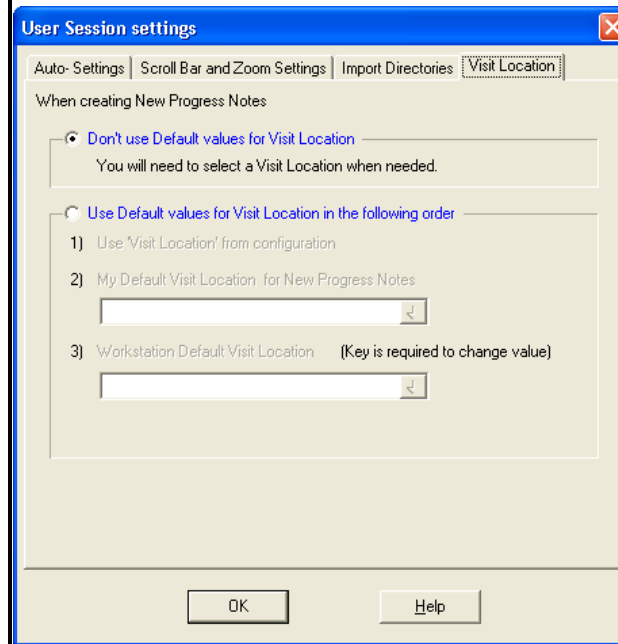 User Session settings
Auto- Settings Scroll Bar and Zoom Settings Import Directories Visit Location
When creating New Progress Notes
Don't use Default values for Visit Location
You will need to select a Visit Location when needed.
Use Default values for Visit Location in the following order
1) Use 'Visit Location' from configuration
2) My Default Visit Location for New Progress Notes
3) Workstation Default Visit Location (Key is required to change value)
OK Help